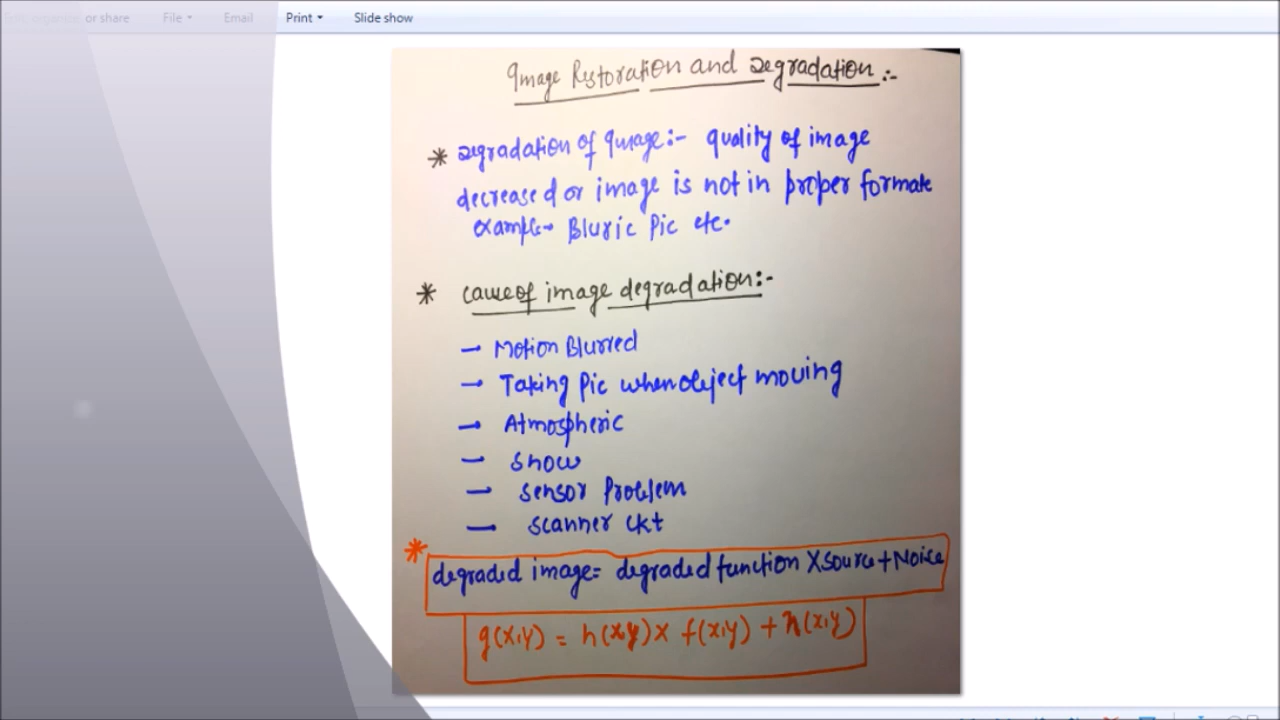 or share File Email Print Slide show
Image Restoration and Degradation :-
* Degradation of Image:- quality of image
decreased or image is not in proper formate
example→ Bluric Pic etc.
* cause of image degradation:-
→ Motion Blurred
→ Taking Pic when object moving
→ Atmospheric
→ Snow
→ Sensor Problem
→ Scanner ckt
* degraded image = degraded function X source + Noise
g(x,y) = h(x,y) x f(x,y) + n(x,y)